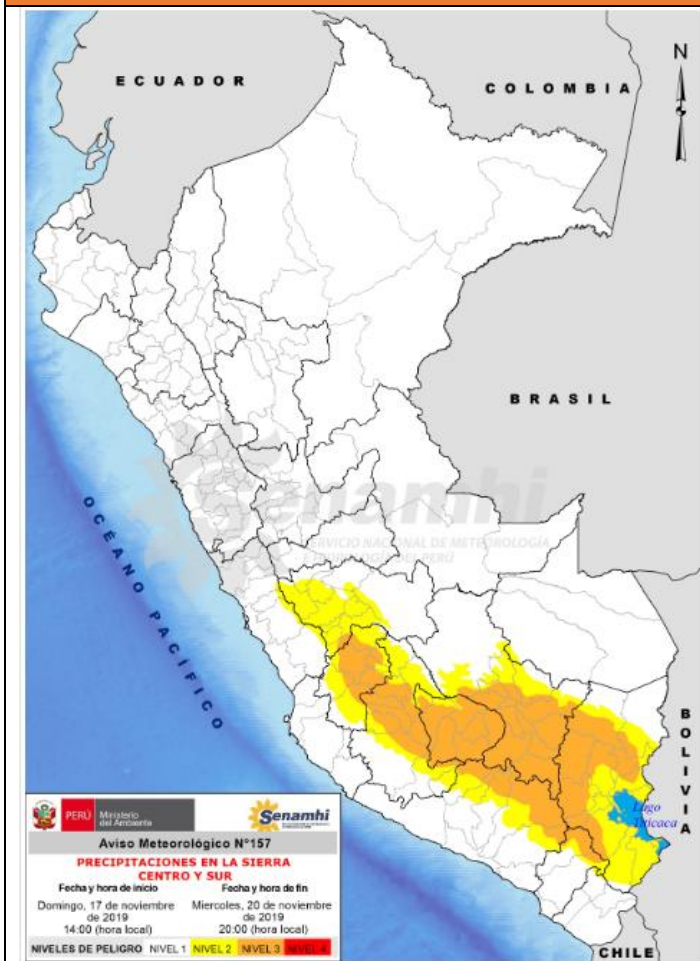 ECUADOR
COLOMBIA
N
BRASIL
Senamhi
SERVICIO NACIONAL DE METEOROLOGÍA
E HIDROLOGÍA DEL PERÚ
OCÉANO PACÍFICO
BOLIVIA
Lago
Titicaca
PERÚ Ministerio
del Ambiente
Senamhi
Aviso Meteorológico N°157
PRECIPITACIONES EN LA SIERRA
CENTRO Y SUR
Fecha y hora de inicio Fecha y hora de fin
Domingo, 17 de noviembre Miercoles, 20 de noviembre
de 2019 de 2019
14:00 (hora local) 20:00 (hora local)
NIVELES DE PELIGRO NIVEL 1 NIVEL 2 NIVEL 3 NIVEL 4
CHILE